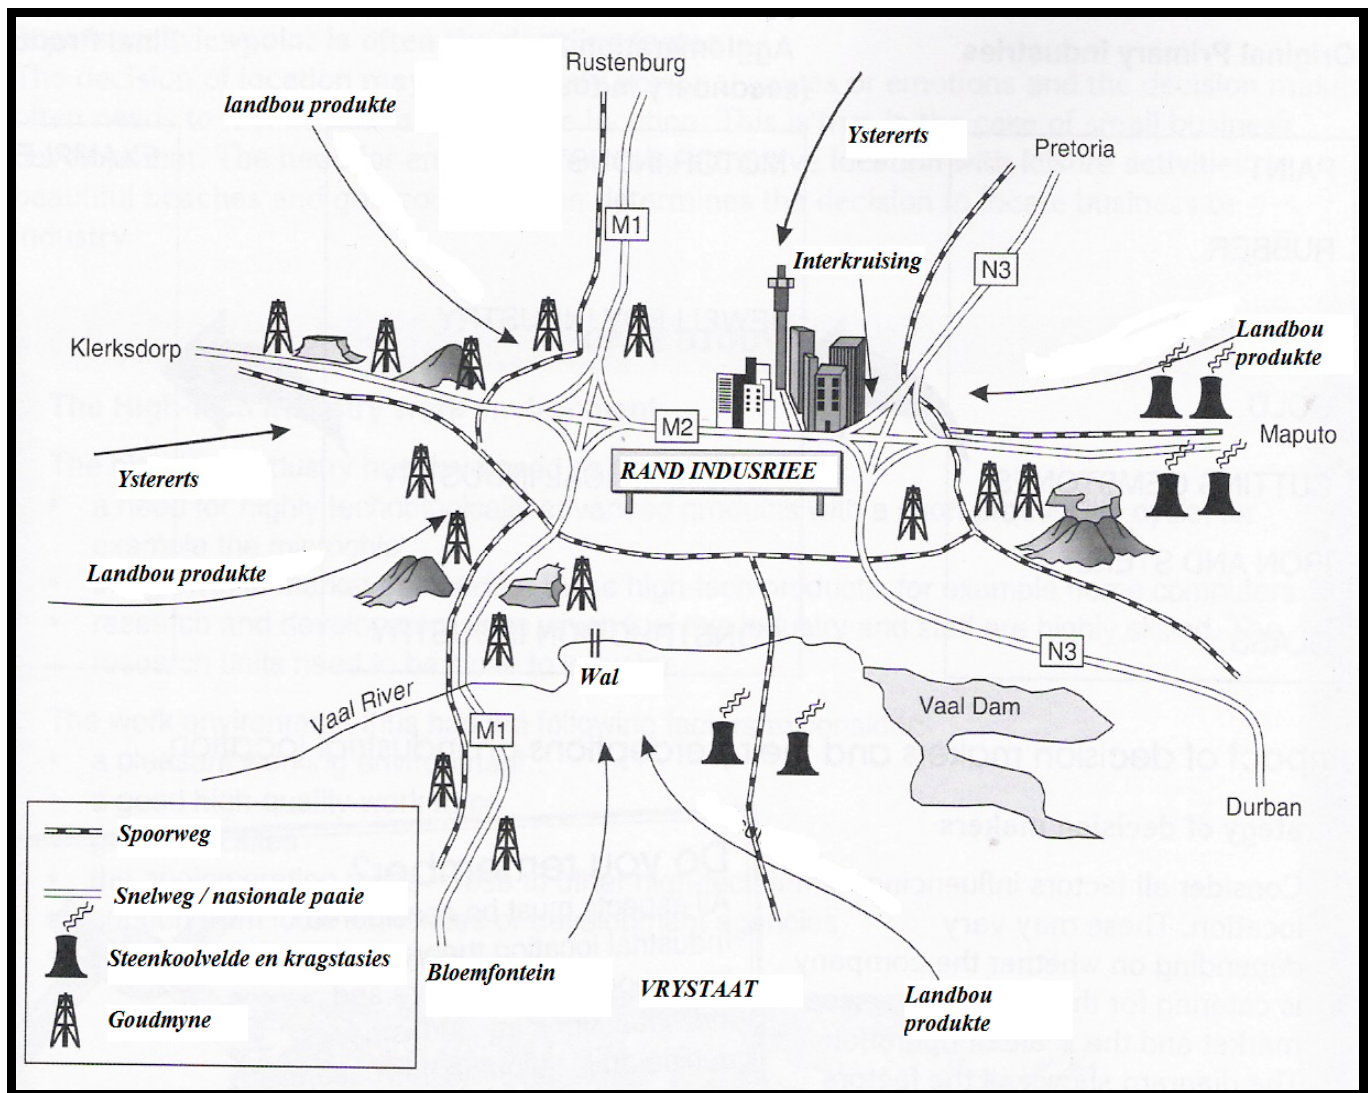 Rustenburg
landbou produkte
Ystererts
Pretoria
M1
Interkruising
N3
Landbou
produkte
Klerksdorp
M2
Maputo
RAND INDUSRIEE
Ystererts
Landbou produkte
N3
Wal
Vaal River
Vaal Dam
M1
Durban
Spoorweg
Snelweg / nasionale paaie
Steenkoolvelde en kragstasies
Goudmyne
Bloemfontein
VRYSTAAT
Landbou
produkte